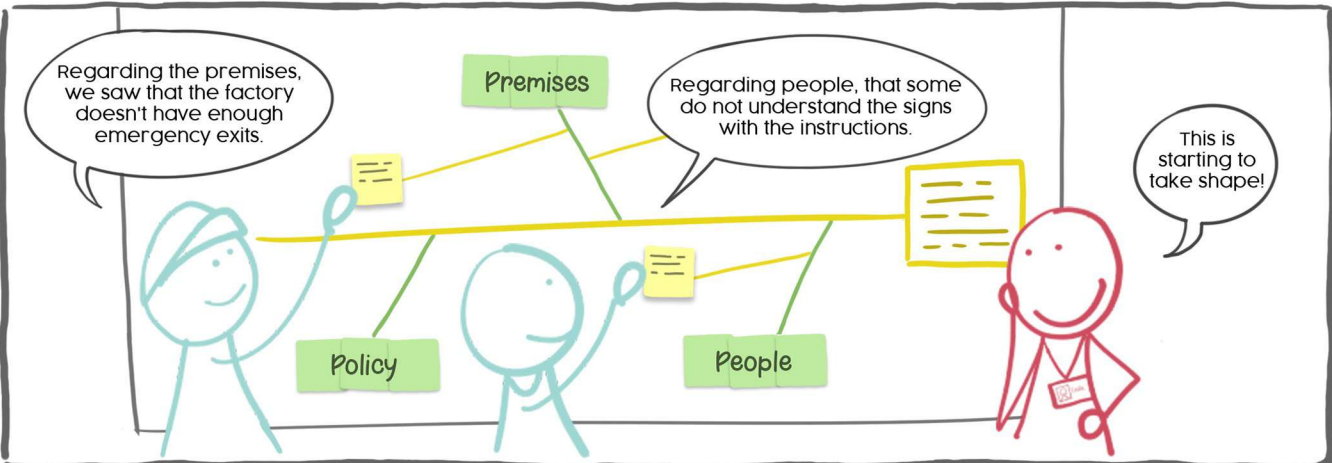 Regarding the premises,
we saw that the factory
doesn't have enough
emergency exits.
Premises
Regarding people, that some
do not understand the signs
with the instructions.
This is
starting to
take shape!
Policy
People